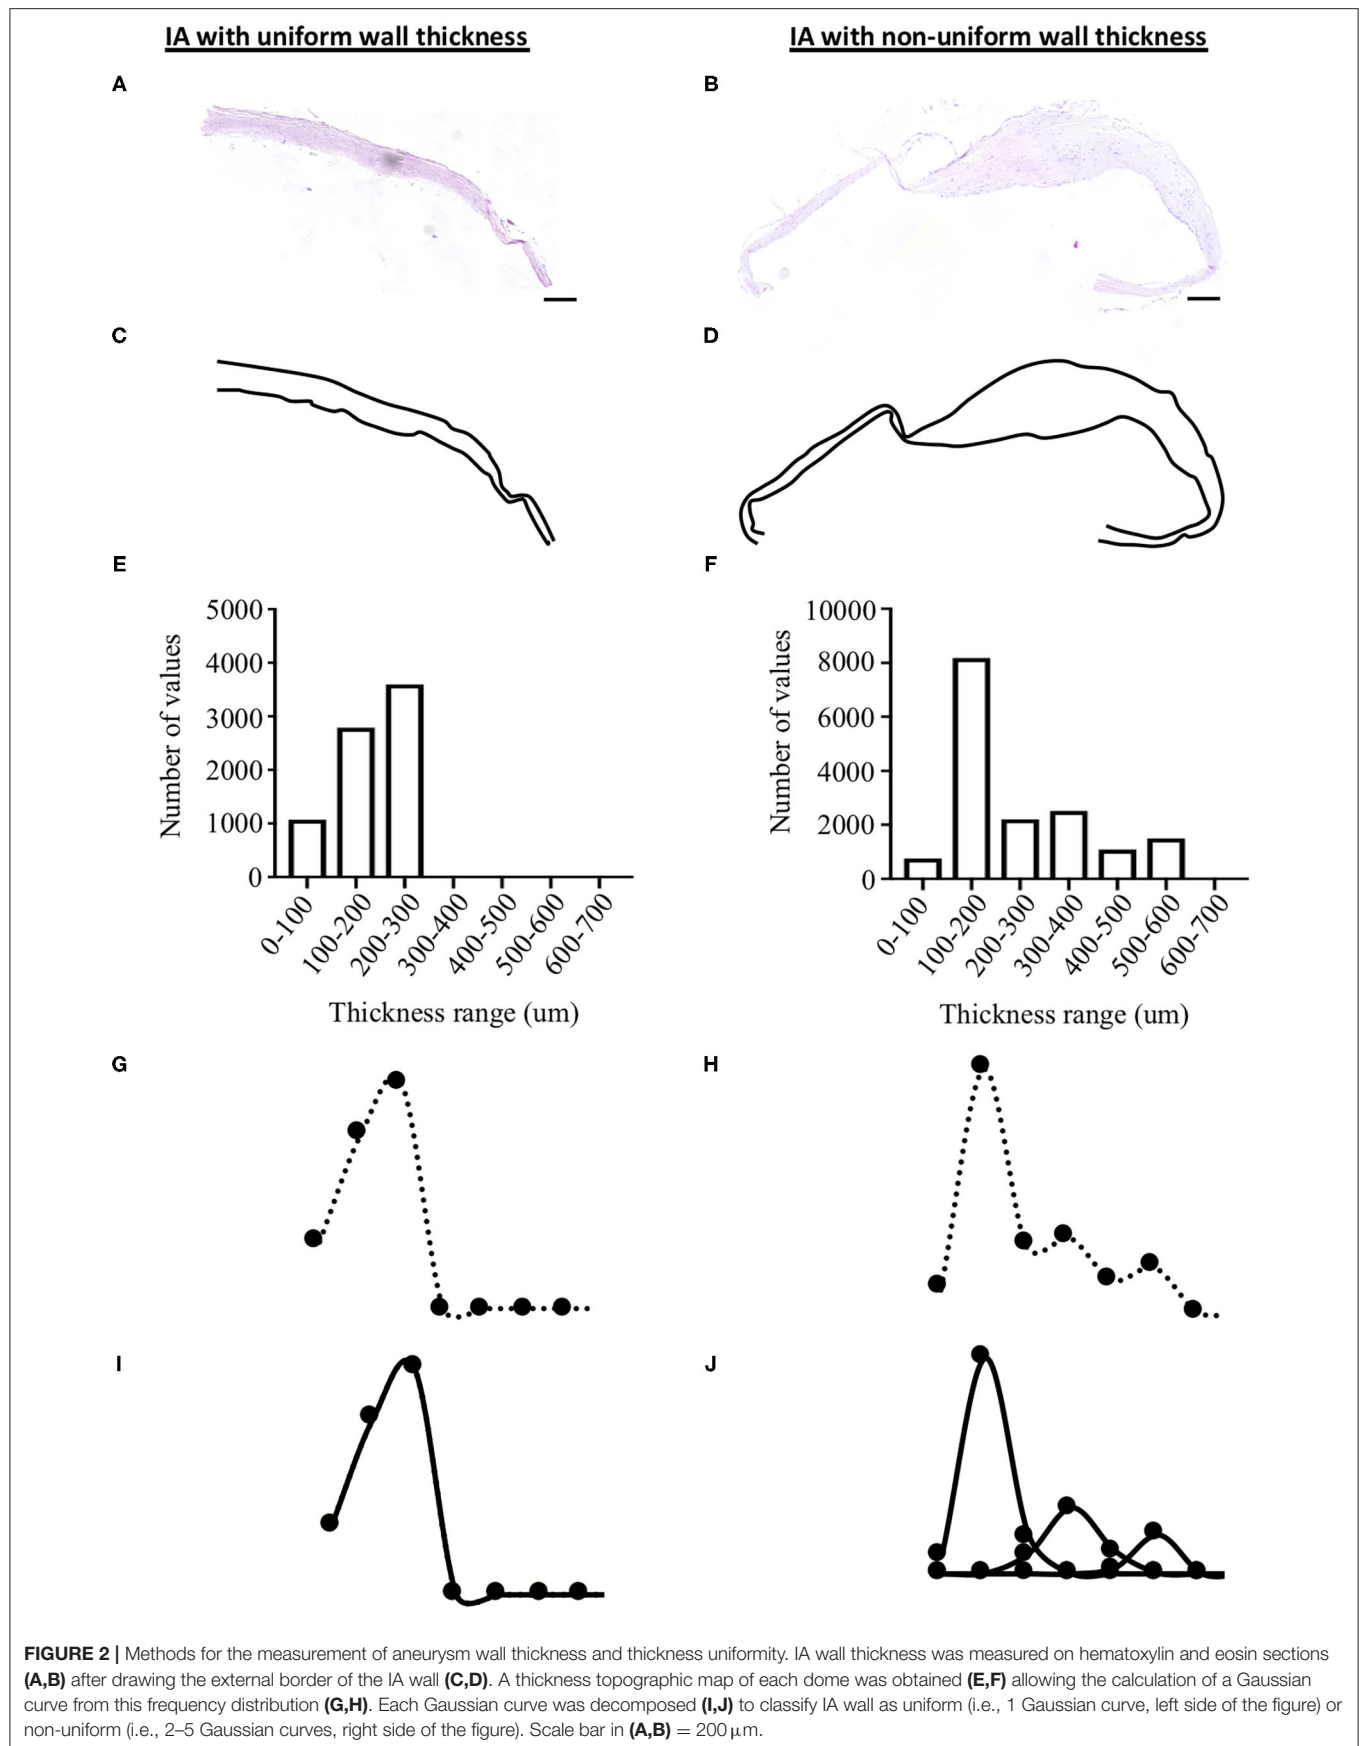 IA with uniform wall thickness
IA with non-uniform wall thickness
A
B
C
D
E
F
5000
4000
3000
2000
1000
0
Number of values
0-100
100-200
200-300
300-400
400-500
500-600
600-700
Thickness range (um)
10000
8000
6000
4000
2000
0
Number of values
0-100
100-200
200-300
300-400
400-500
500-600
600-700
Thickness range (um)
G
H
I
J
FIGURE 2 | Methods for the measurement of aneurysm wall thickness and thickness uniformity. IA wall thickness was measured on hematoxylin and eosin sections
(A,B) after drawing the external border of the IA wall (C,D). A thickness topographic map of each dome was obtained (E,F) allowing the calculation of a Gaussian
curve from this frequency distribution (G,H). Each Gaussian curve was decomposed (I,J) to classify IA wall as uniform (i.e., 1 Gaussian curve, left side of the figure) or
non-uniform (i.e., 2–5 Gaussian curves, right side of the figure). Scale bar in (A,B) = 200 μm.